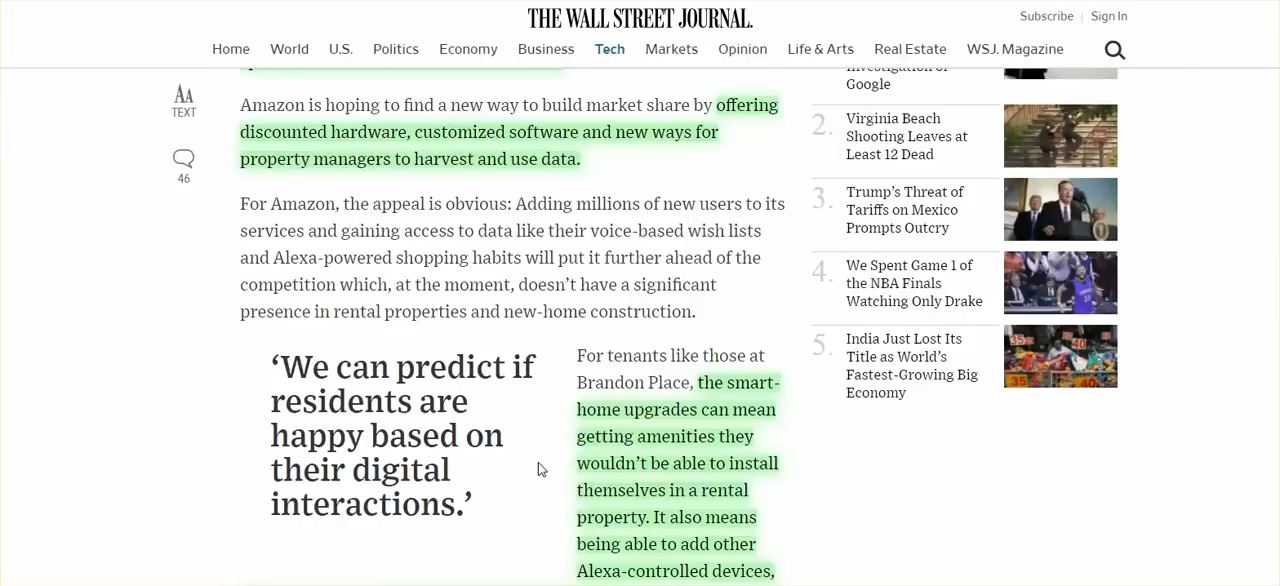 THE WALL STREET JOURNAL.
Subscribe | Sign In
Home World U.S. Politics Economy Business Tech Markets Opinion Life & Arts Real Estate WSJ. Magazine
AA
TEXT
46
Amazon is hoping to find a new way to build market share by offering
discounted hardware, customized software and new ways for
property managers to harvest and use data.
For Amazon, the appeal is obvious: Adding millions of new users to its
services and gaining access to data like their voice-based wish lists
and Alexa-powered shopping habits will put it further ahead of the
competition which, at the moment, doesn’t have a significant
presence in rental properties and new-home construction.
‘We can predict if
residents are
happy based on
their digital
interactions.’
For tenants like those at
Brandon Place, the smart-
home upgrades can mean
getting amenities they
wouldn’t be able to install
themselves in a rental
property. It also means
being able to add other
Alexa-controlled devices,
Investigation of
Google
2.
Virginia Beach
Shooting Leaves at
Least 12 Dead
3.
Trump’s Threat of
Tariffs on Mexico
Prompts Outcry
4.
We Spent Game 1 of
the NBA Finals
Watching Only Drake
5.
India Just Lost Its
Title as World’s
Fastest-Growing Big
Economy
35
40
35
40